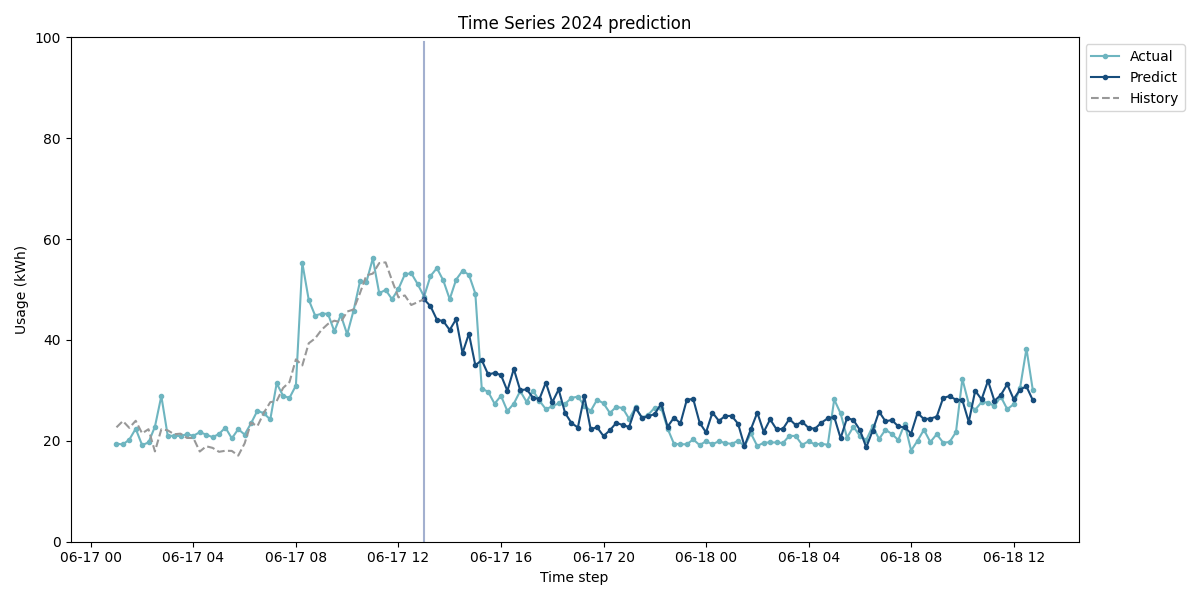 Time Series 2024 prediction
Usage (kWh)
100
80
60
40
20
0
06-17 00
06-17 04
06-17 08
06-17 12
06-17 16
06-17 20
06-18 00
06-18 04
06-18 08
06-18 12
Time step
Actual
Predict
History